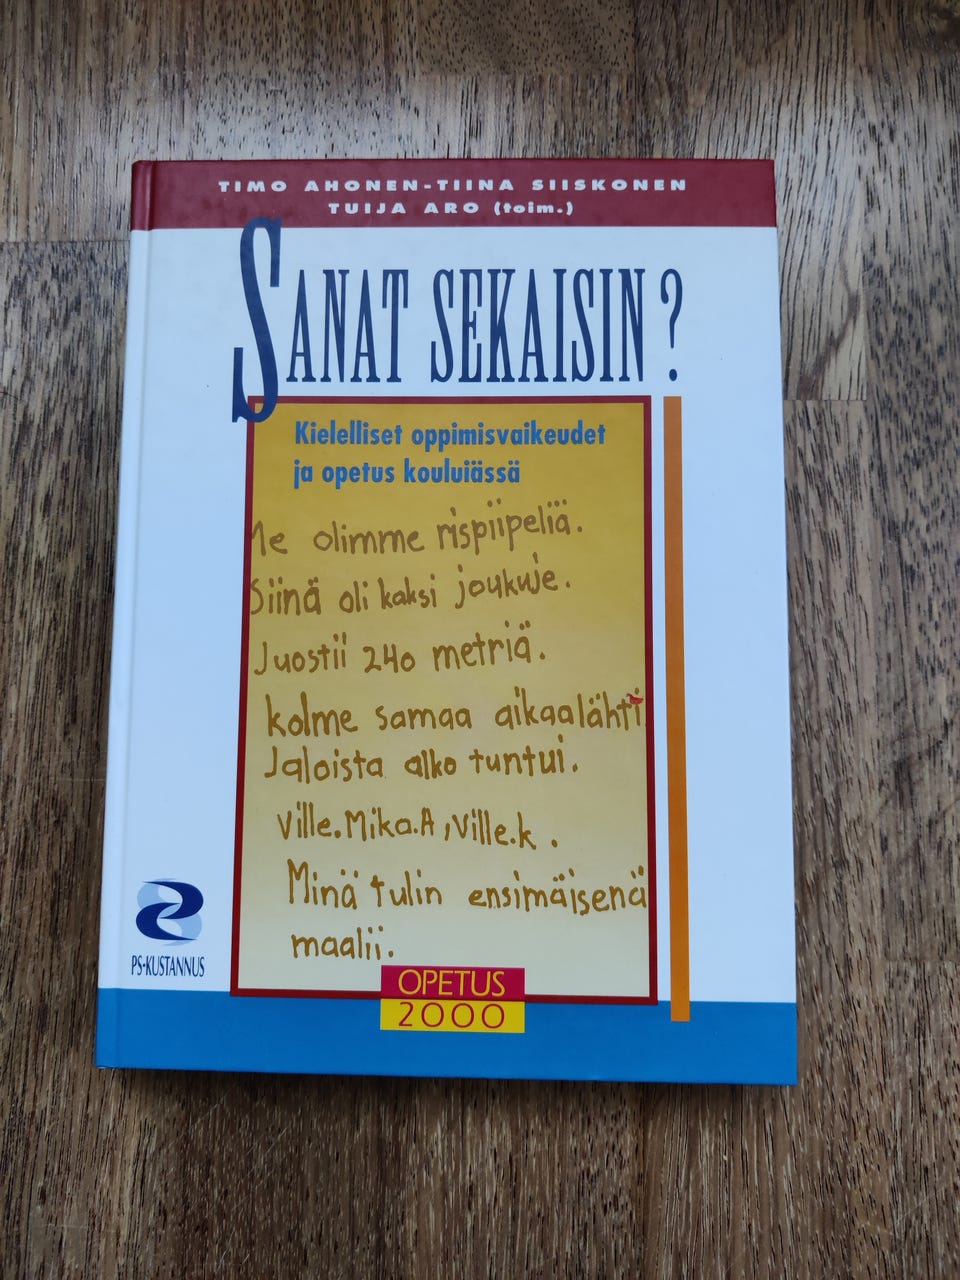 TIMO AHONEN-TIINA SIISKONEN
TUIJA ARO (toim.)
SANAT SEKAISIN?
Kielelliset oppimisvaikeudet
ja opetus kouluiässä
Me olimme rispiipeliä.
Siinä oli kaksi joukuje.
Juostii 240 metriä.
kolme samaa aikaalähti.
Jaloista alko tuntui.
Ville.Mika.A, Ville.k.
Minä tulin ensimäisenä
maalii.
PS-KUSTANNUS
OPETUS
2000